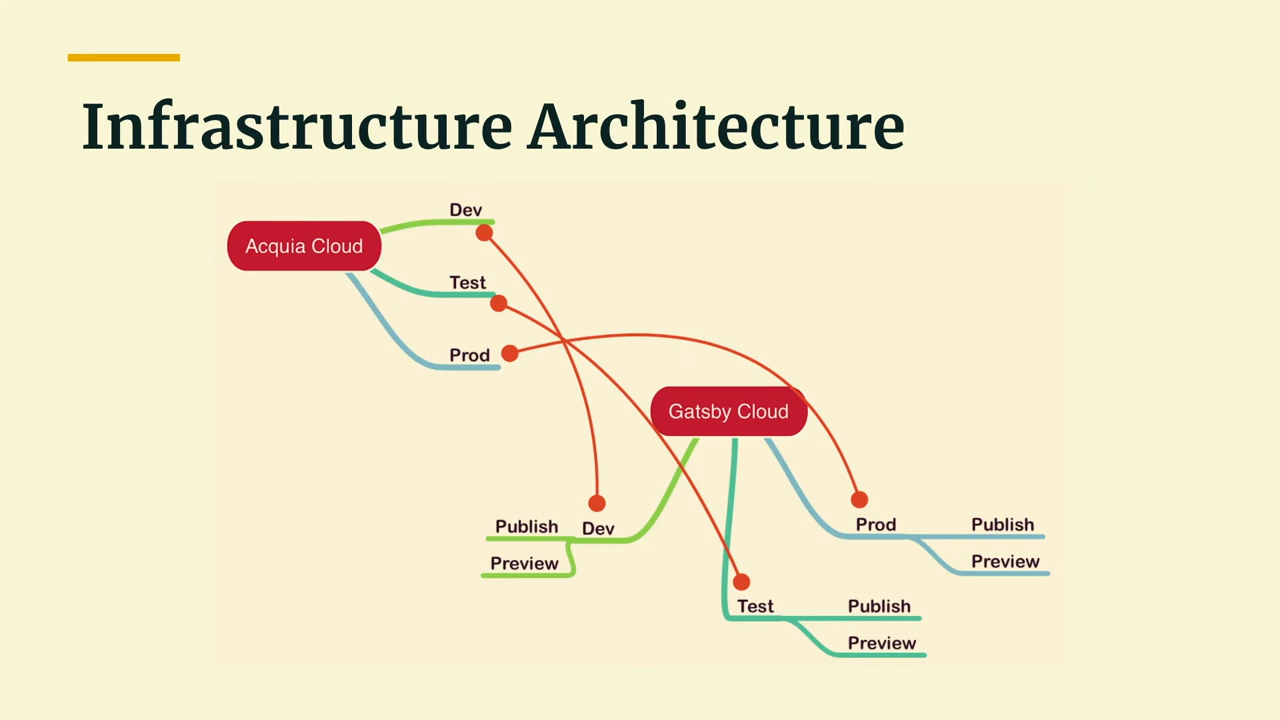 Infrastructure Architecture
Dev
Acquia Cloud
Test
Prod
Gatsby Cloud
Publish
Dev
Preview
Prod
Publish
Preview
Test
Publish
Preview